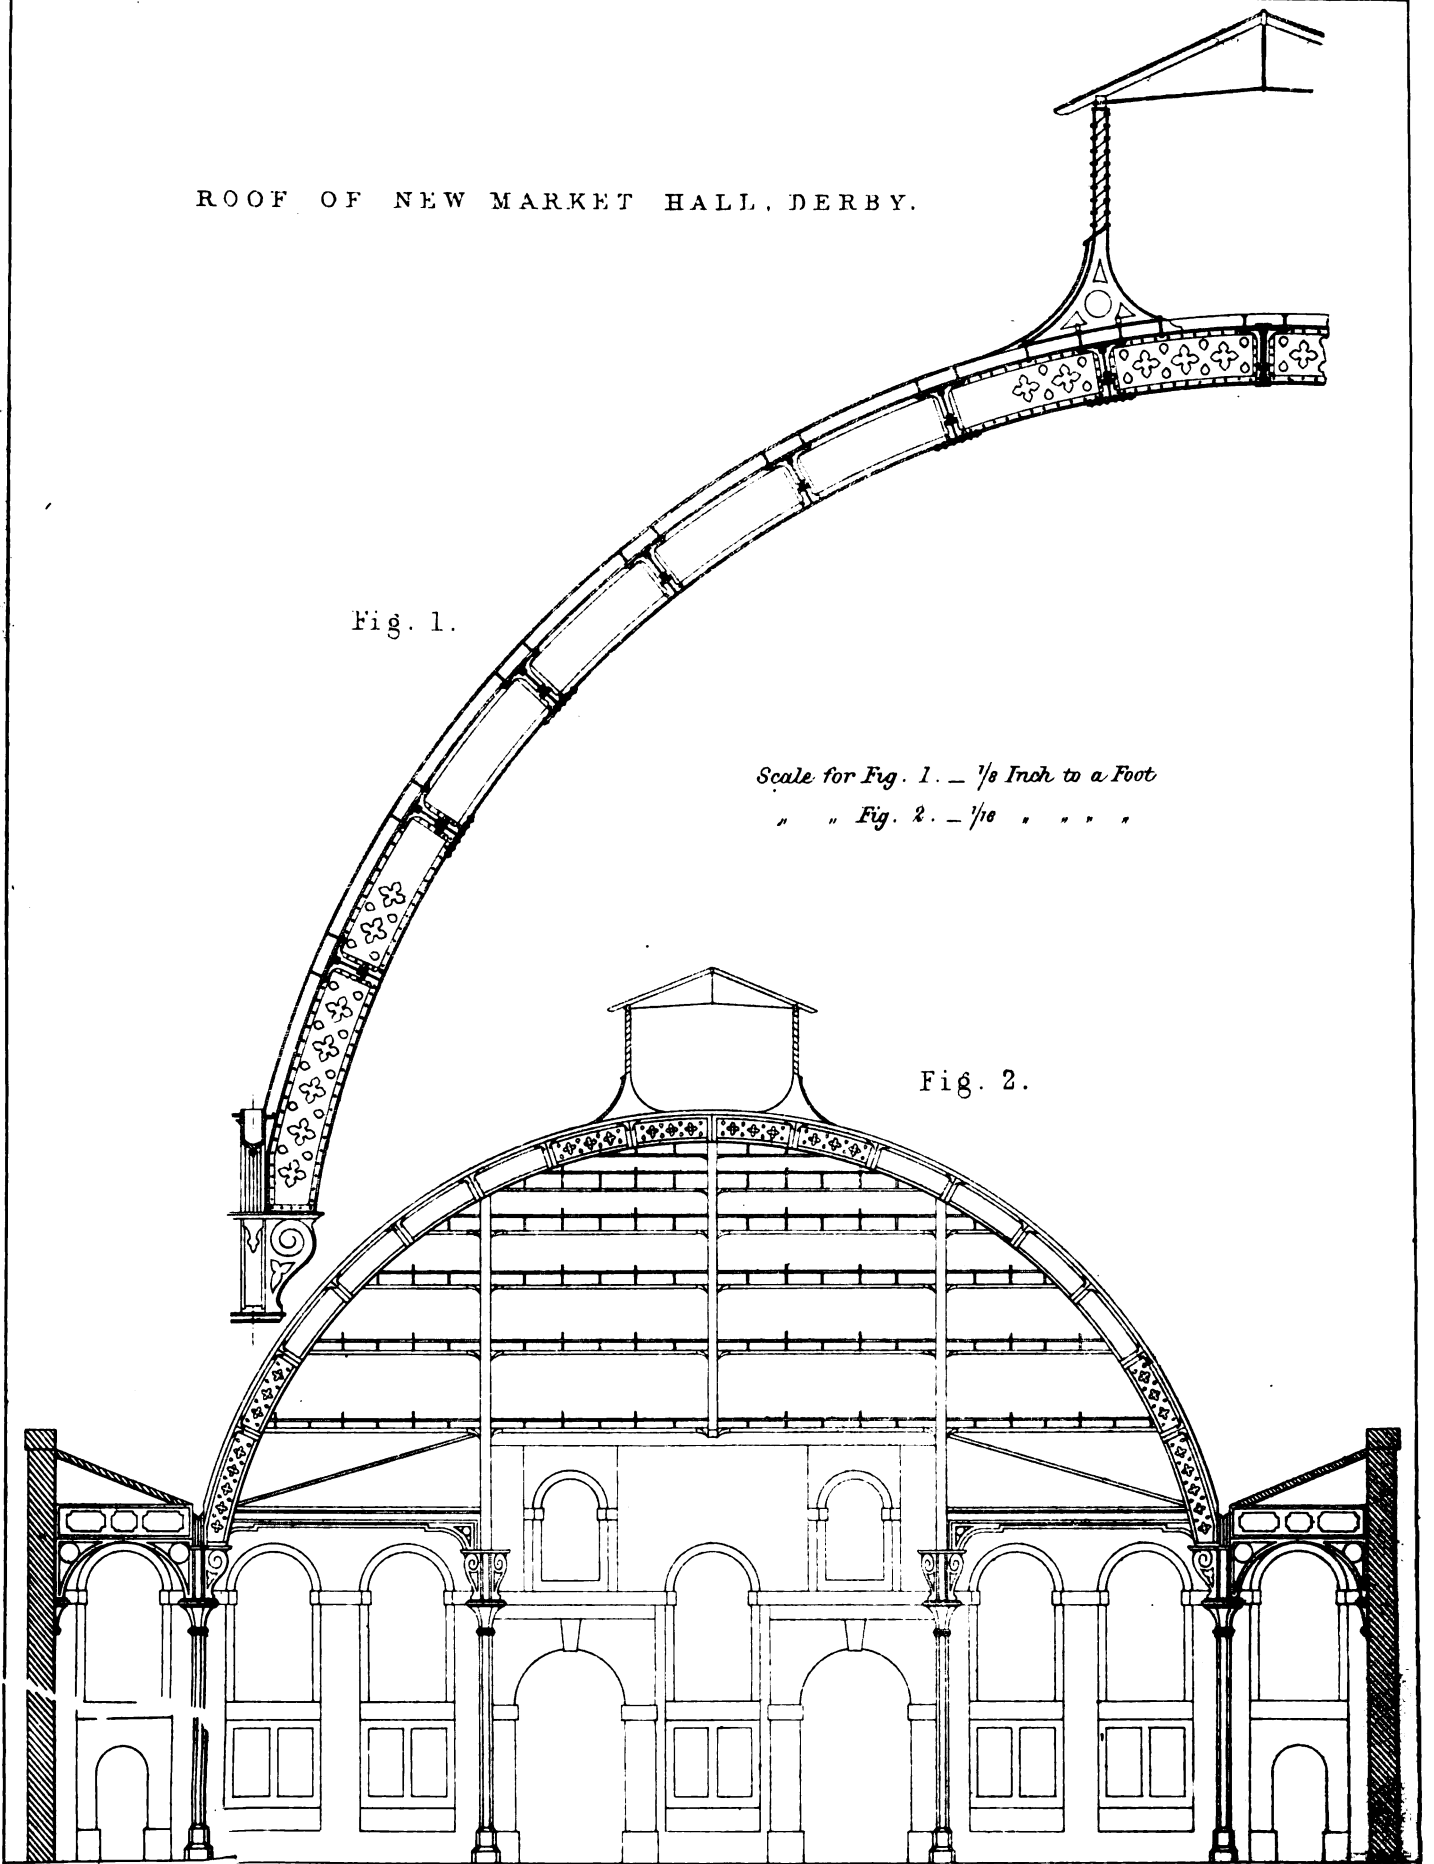 ROOF OF NEW MARKET HALL, DERBY.
Fig. 1.
Scale for Fig. 1. — 1/8 Inch to a Foot
„ „ Fig. 2. — 1/16 „ „ „ „
Fig. 2.